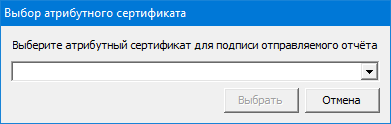 Выбор атрибутного сертификата
Выберите атрибутный сертификат для подписи отправляемого отчёта
Выбрать
Отмена